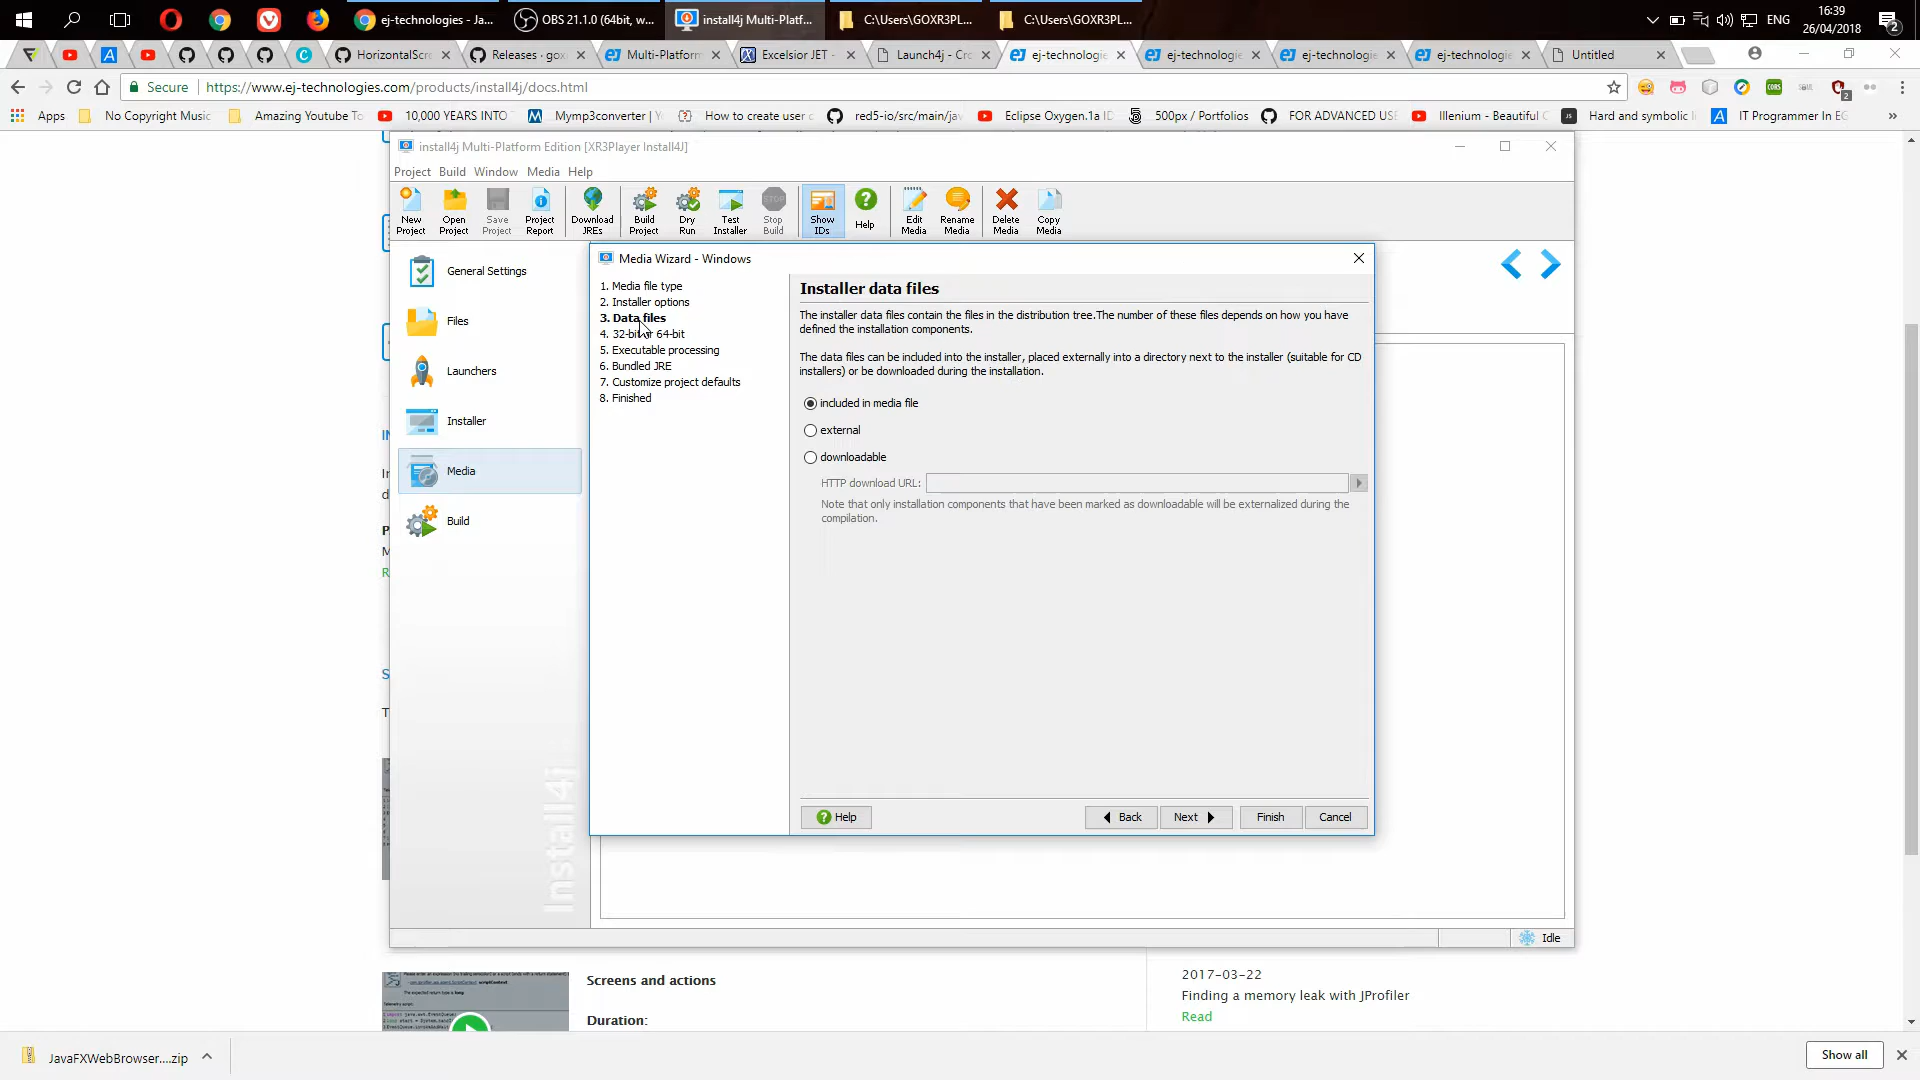 ej-technologies - Ja...
OBS 21.1.0 (64bit, w...
install4j Multi-Platf...
C:\Users\GOXR3PL...
C:\Users\GOXR3PL...
ENG
16:39
26/04/2018
2
HorizontalScr
Releases · gox
Multi-Platform
Excelsior JET -
Launch4j - Cro
ej-technologie
ej-technologie
ej-technologie
ej-technologie
Untitled
Secure
https://www.ej-technologies.com/products/install4j/docs.html
Apps
No Copyright Music
Amazing Youtube To
10,000 YEARS INTO
Mymp3converter | Y
How to create user
red5-io/src/main/jav
Eclipse Oxygen.1a ID
500px / Portfolios
FOR ADVANCED USE
Illenium - Beautiful C
Hard and symbolic li
IT Programmer In EG
»
install4j Multi-Platform Edition [XR3Player Install4J]
Project Build Window Media Help
New Project
Open Project
Save Project
Project Report
Download JREs
Build Project
Dry Run
Test Installer
Stop Build
Show IDs
Help
Edit Media
Rename Media
Delete Media
Copy Media
General Settings
Files
Launchers
Installer
Media
Build
install4j
Media Wizard - Windows
1. Media file type
2. Installer options
3. Data files
4. 32-bit or 64-bit
5. Executable processing
6. Bundled JRE
7. Customize project defaults
8. Finished
Installer data files
The installer data files contain the files in the distribution tree.The number of these files depends on how you have
defined the installation components.
The data files can be included into the installer, placed externally into a directory next to the installer (suitable for CD
installers) or be downloaded during the installation.
included in media file
external
downloadable
HTTP download URL:
Note that only installation components that have been marked as downloadable will be externalized during the
compilation.
Help
Back
Next
Finish
Cancel
Idle
Screens and actions
Duration:
2017-03-22
Finding a memory leak with JProfiler
Read
JavaFXWebBrowser....zip
Show all